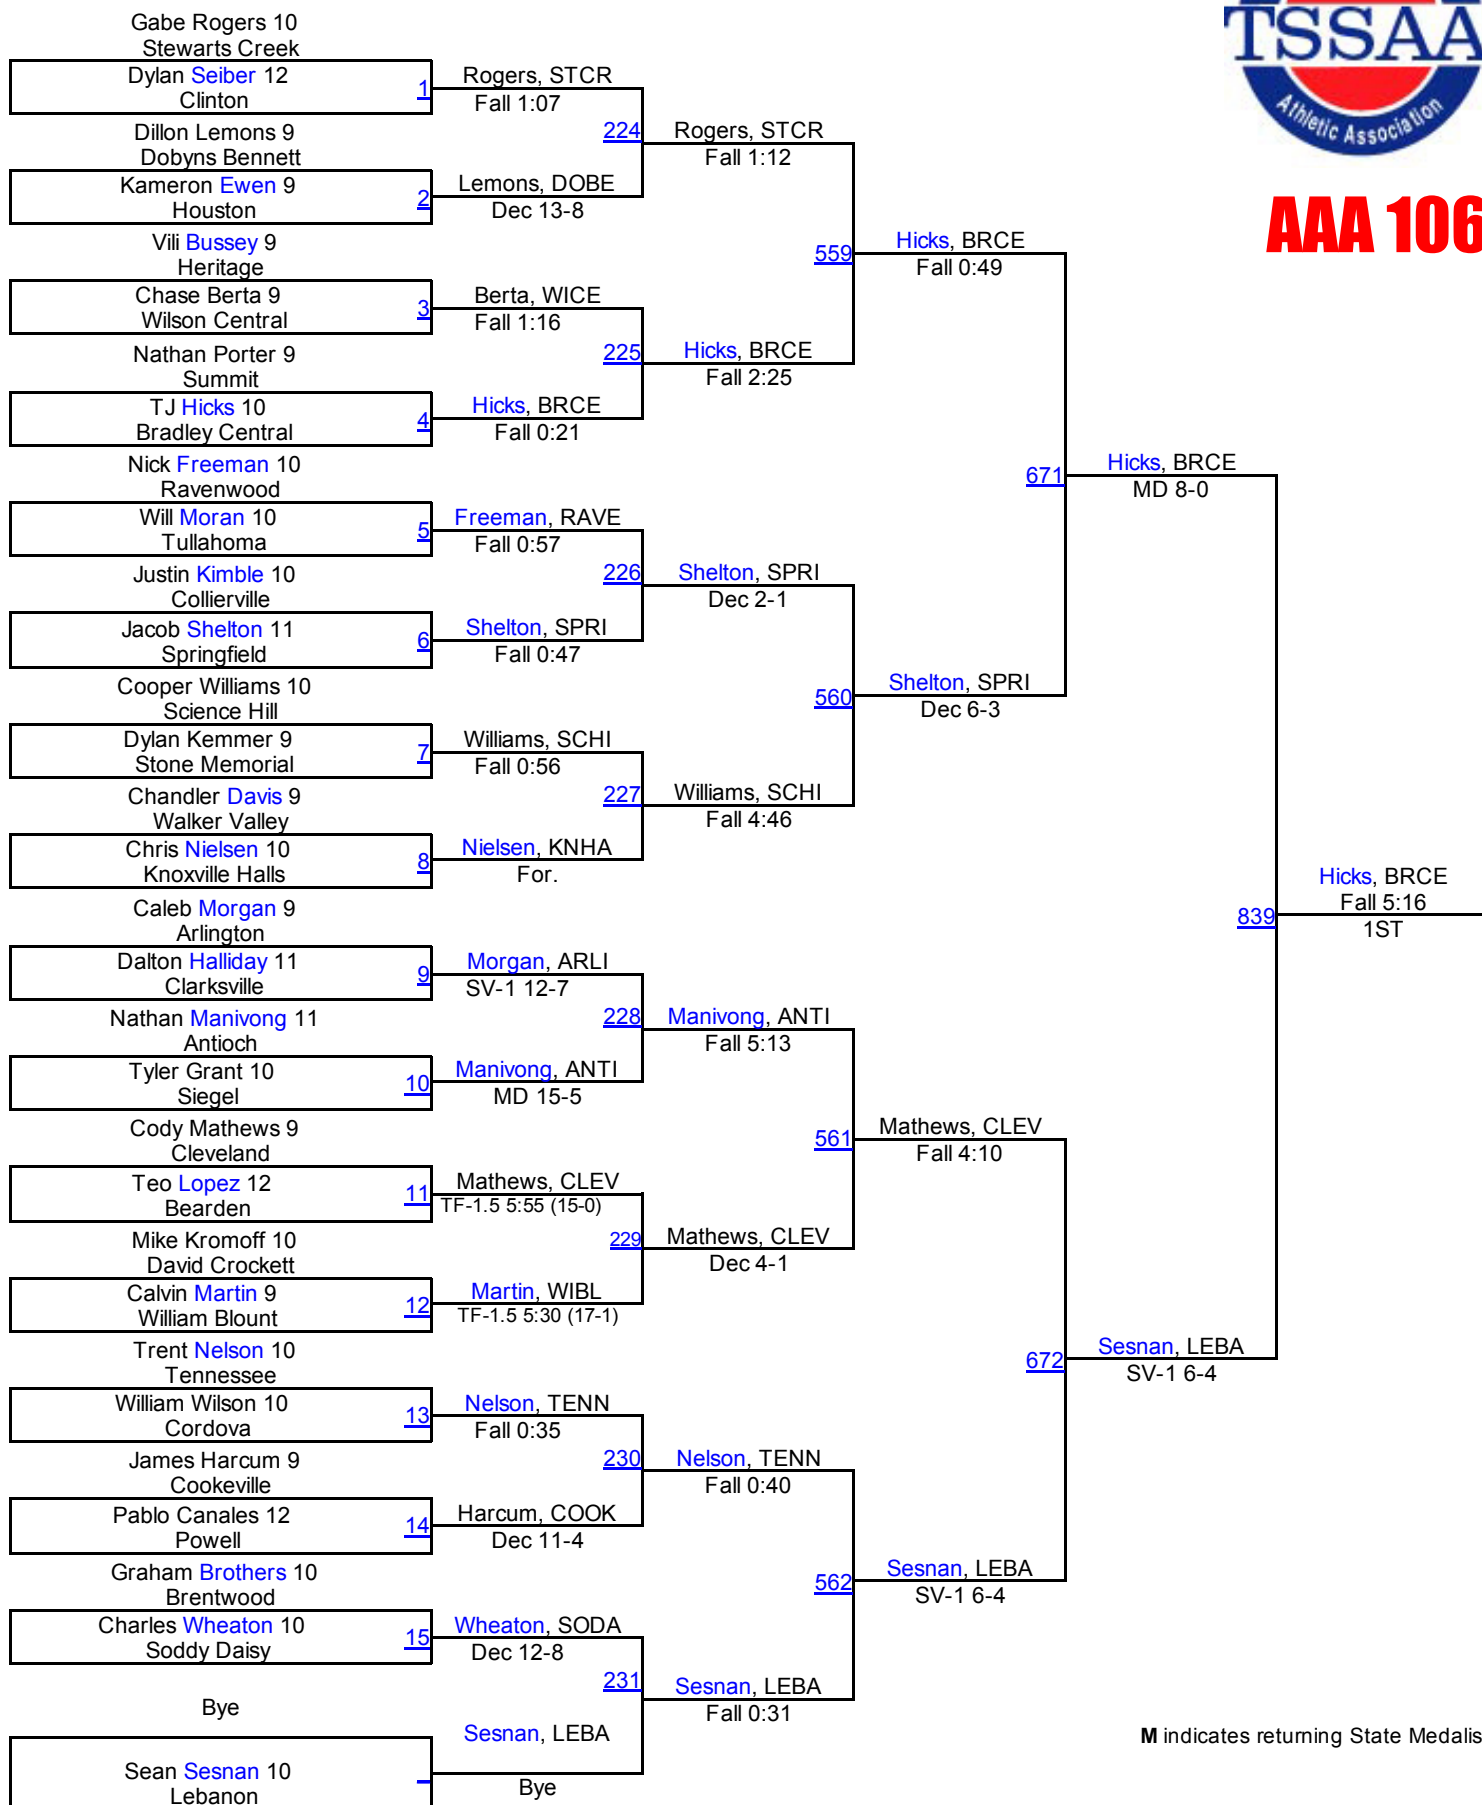 TSSAA
Athletic Association
AAA 106
Gabe Rogers 10
Stewarts Creek
Dylan Seiber 12
Clinton
1
Dillon Lemons 9
Dobyns Bennett
Kameron Ewen 9
Houston
2
Vili Bussey 9
Heritage
Chase Berta 9
Wilson Central
3
Nathan Porter 9
Summit
TJ Hicks 10
Bradley Central
4
Nick Freeman 10
Ravenwood
Will Moran 10
Tullahoma
5
Justin Kimble 10
Collierville
Jacob Shelton 11
Springfield
6
Cooper Williams 10
Science Hill
Dylan Kemmer 9
Stone Memorial
7
Chandler Davis 9
Walker Valley
Chris Nielsen 10
Knoxville Halls
8
Caleb Morgan 9
Arlington
Dalton Halliday 11
Clarksville
9
Nathan Manivong 11
Antioch
Tyler Grant 10
Siegel
10
Cody Mathews 9
Cleveland
Teo Lopez 12
Bearden
11
Mike Kromoff 10
David Crockett
Calvin Martin 9
William Blount
12
Trent Nelson 10
Tennessee
William Wilson 10
Cordova
13
James Harcum 9
Cookeville
Pablo Canales 12
Powell
14
Graham Brothers 10
Brentwood
Charles Wheaton 10
Soddy Daisy
15
Bye
Sean Sesnan 10
Lebanon
Rogers, STCR
Fall 1:07
224
Lemons, DOBE
Dec 13-8
Berta, WICE
Fall 1:16
225
Hicks, BRCE
Fall 0:21
Freeman, RAVE
Fall 0:57
226
Shelton, SPRI
Fall 0:47
Williams, SCHI
Fall 0:56
227
Nielsen, KNHA
For.
Morgan, ARLI
SV-1 12-7
228
Manivong, ANTI
MD 15-5
Mathews, CLEV
TF-1.5 5:55 (15-0)
229
Martin, WIBL
TF-1.5 5:30 (17-1)
Nelson, TENN
Fall 0:35
230
Harcum, COOK
Dec 11-4
Wheaton, SODA
Dec 12-8
231
Sesnan, LEBA
Bye
Rogers, STCR
Fall 1:12
559
Hicks, BRCE
Fall 2:25
Shelton, SPRI
Dec 2-1
560
Williams, SCHI
Fall 4:46
Manivong, ANTI
Fall 5:13
561
Mathews, CLEV
Dec 4-1
Nelson, TENN
Fall 0:40
562
Sesnan, LEBA
Fall 0:31
Hicks, BRCE
Fall 0:49
671
Shelton, SPRI
Dec 6-3
Mathews, CLEV
Fall 4:10
672
Sesnan, LEBA
SV-1 6-4
Hicks, BRCE
MD 8-0
839
Sesnan, LEBA
SV-1 6-4
Hicks, BRCE
Fall 5:16
1ST
M indicates returning State Medalis